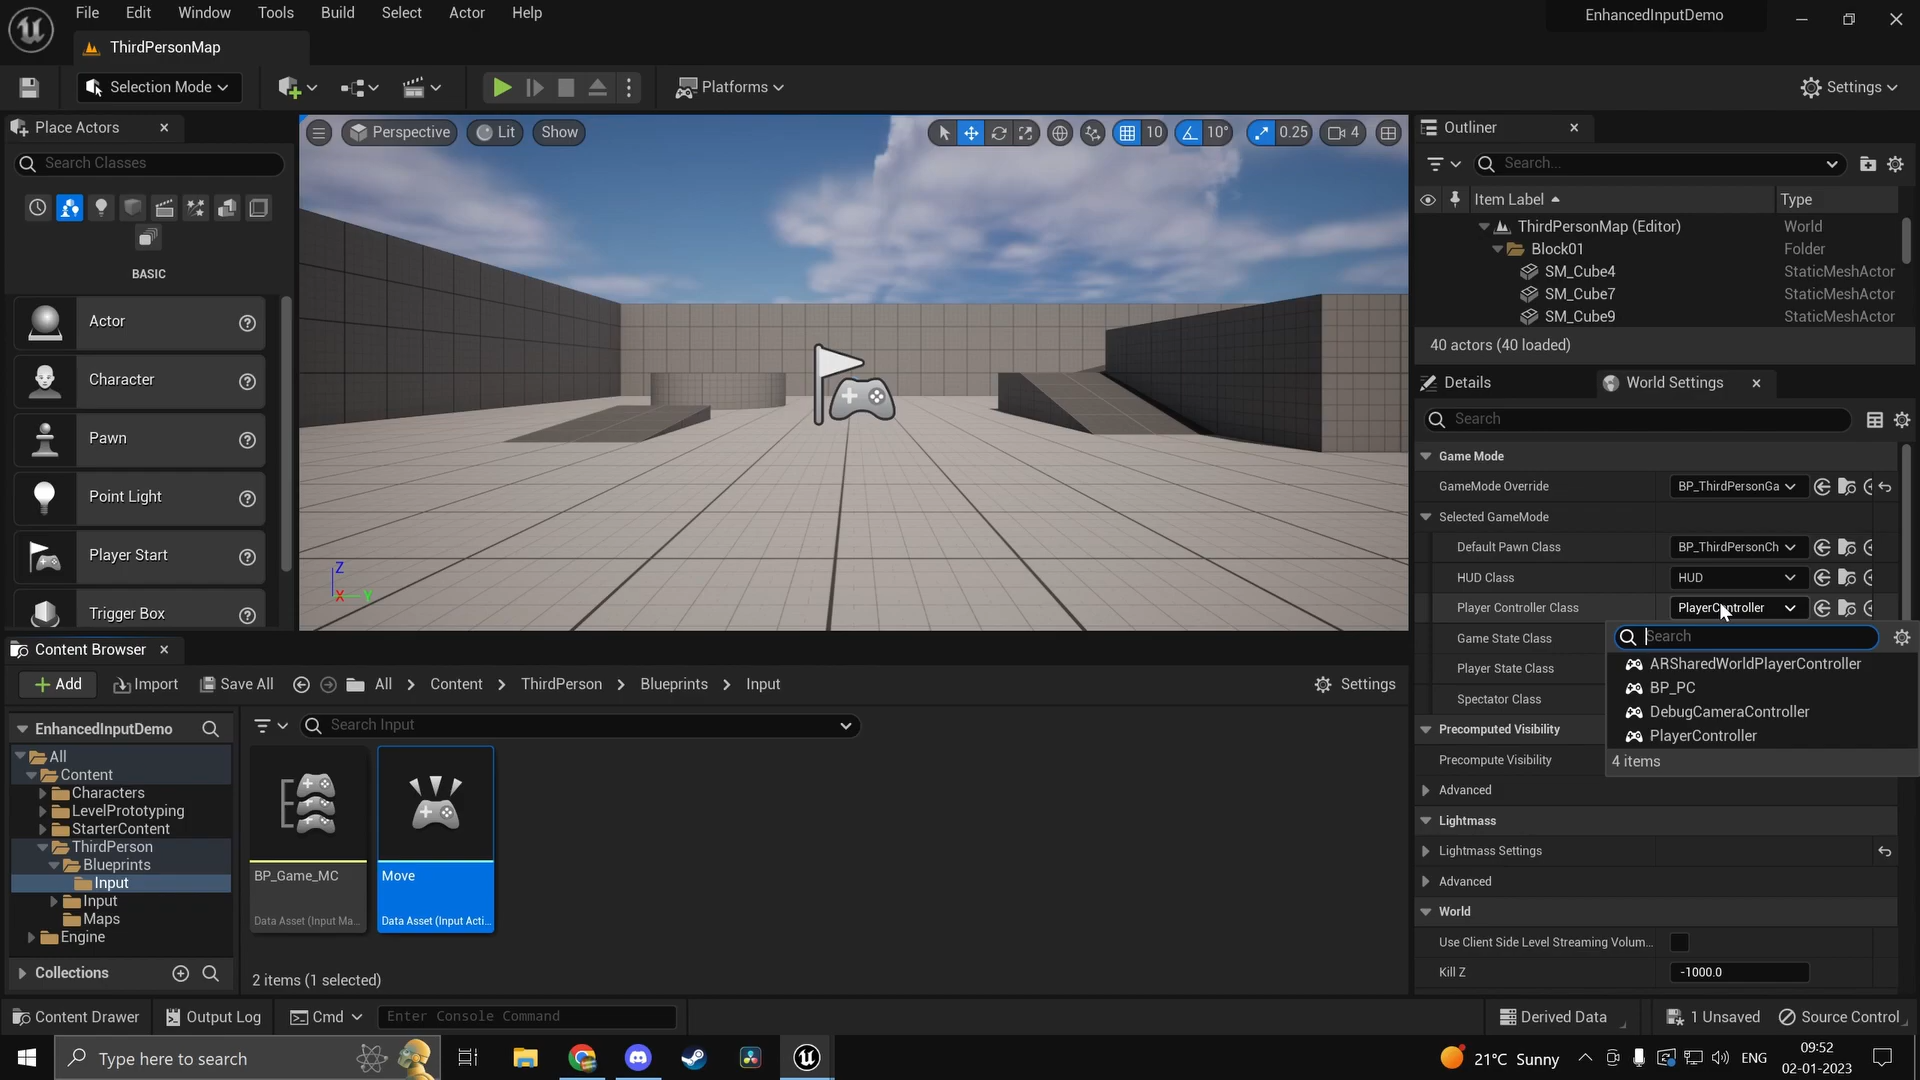 File Edit Window Tools Build Select Actor Help
EnhancedInputDemo
ThirdPersonMap
Selection Mode
Platforms
Settings
Place Actors
Search Classes
BASIC
Actor
Character
Pawn
Point Light
Player Start
Trigger Box
Perspective
Lit
Show
10
10°
0.25
4
Z
X
Y
Outliner
Search...
Item Label
Type
ThirdPersonMap (Editor) World
Block01 Folder
SM_Cube4 StaticMeshActor
SM_Cube7 StaticMeshActor
SM_Cube9 StaticMeshActor
40 actors (40 loaded)
Details
World Settings
Search
Game Mode
GameMode Override BP_ThirdPersonGa
Selected GameMode
Default Pawn Class BP_ThirdPersonCh
HUD Class HUD
Player Controller Class PlayerController
Game State Class
Player State Class
Spectator Class
Search
ARSharedWorldPlayerController
BP_PC
DebugCameraController
PlayerController
4 items
Precomputed Visibility
Precompute Visibility
Advanced
Lightmass
Lightmass Settings
Advanced
World
Use Client Side Level Streaming Volum...
Kill Z -1000.0
Content Browser
Add
Import
Save All
All Content ThirdPerson Blueprints Input
Settings
EnhancedInputDemo
Search Input
All
Content
Characters
LevelPrototyping
StarterContent
ThirdPerson
Blueprints
Input
Input
Maps
Engine
Collections
BP_Game_MC
Data Asset (Input Ma...
Move
Data Asset (Input Acti...
2 items (1 selected)
Content Drawer
Output Log
Cmd
Enter Console Command
Derived Data
1 Unsaved
Source Control
Type here to search
21°C Sunny
ENG
09:52
02-01-2023